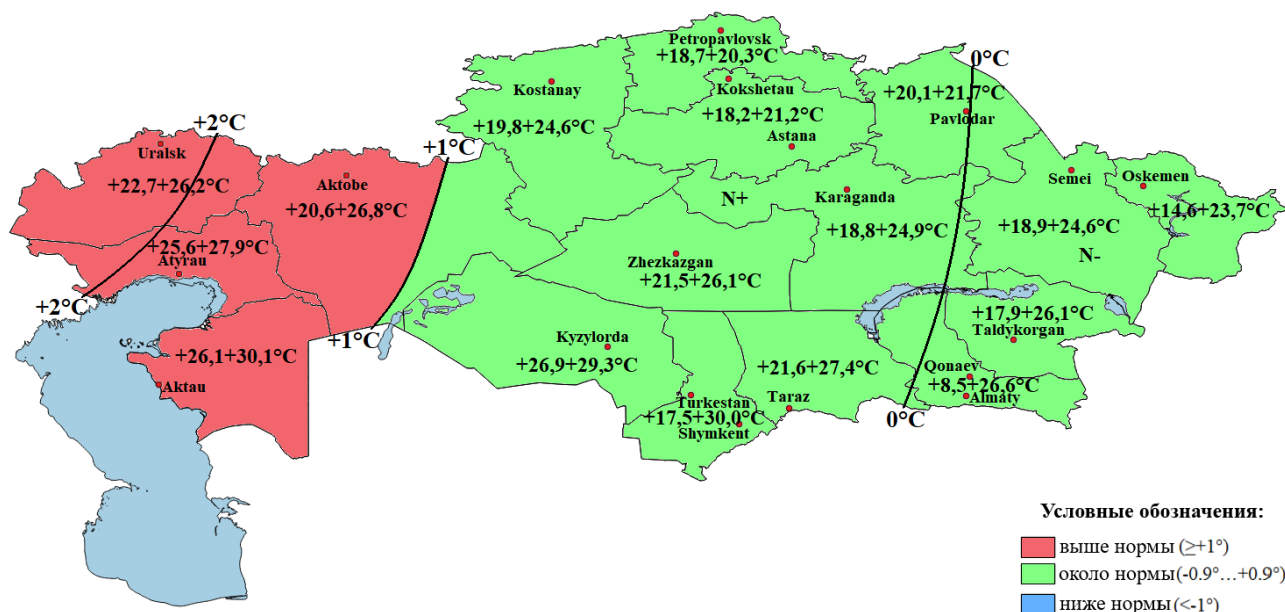 Petropavlovsk
+18,7+20,3°C
0°C
Kostanay
Kokshetau
+20,1+21,7°C
+19,8+24,6°C
+18,2+21,2°C
Pavlodar
+2°C
Astana
Uralsk
+1°C
Aktobe
Semei
Oskemen
+22,7+26,2°C
N+
Karaganda
+20,6+26,8°C
+14,6+23,7°C
+18,9+24,6°C
+18,8+24,9°C
+25,6+27,9°C
Atyrau
Zhezkazgan
N-
+21,5+26,1°C
+2°C
+17,9+26,1°C
+1°C
Taldykorgan
Kyzylorda
+26,1+30,1°C
+26,9+29,3°C
+21,6+27,4°C
Qonaev
Aktau
+8,5+26,6°C
Turkestan
Taraz
Almaty
+17,5+30,0°C
0°C
Shymkent
Условные обозначения:
выше нормы (≥+1°)
около нормы (-0.9°…+0.9°)
ниже нормы (<-1°)